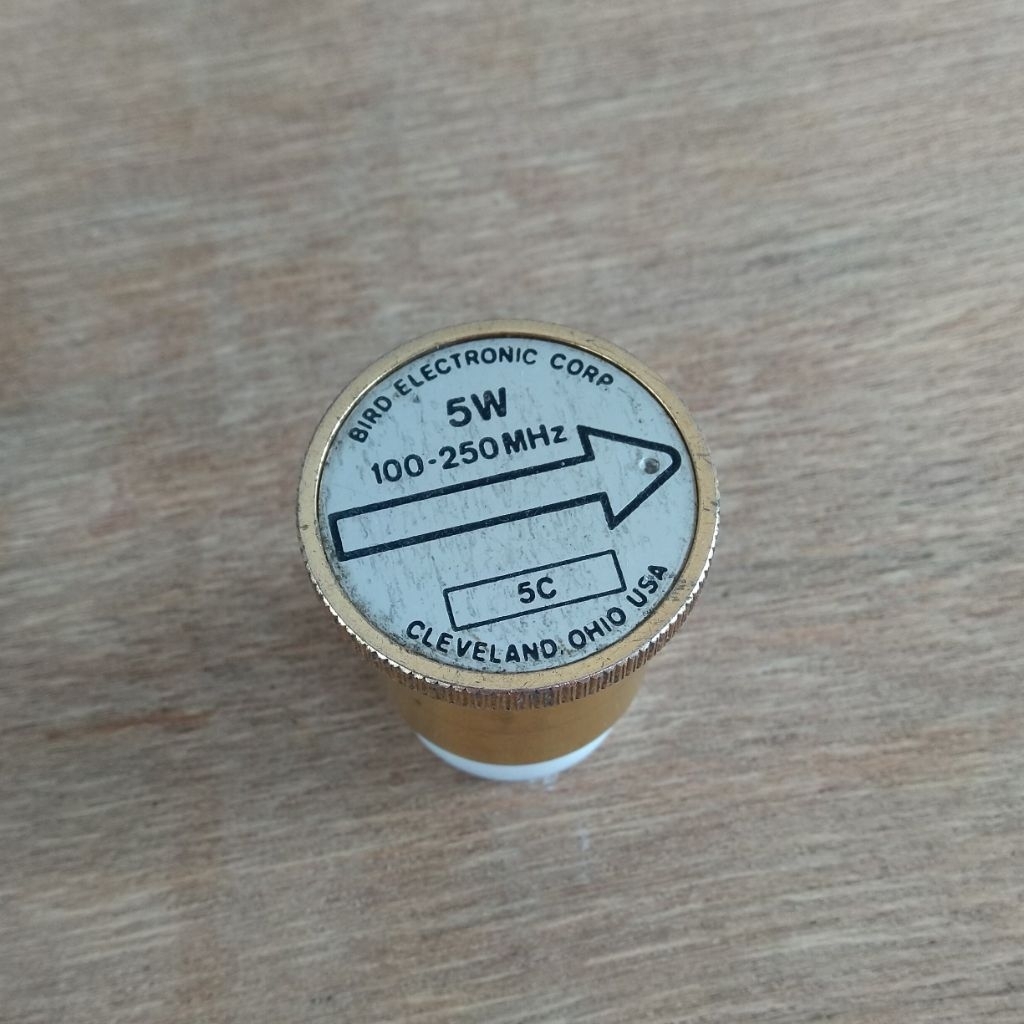 BIRD ELECTRONIC CORP
5W
100-250MHz
5C
CLEVELAND, OHIO USA